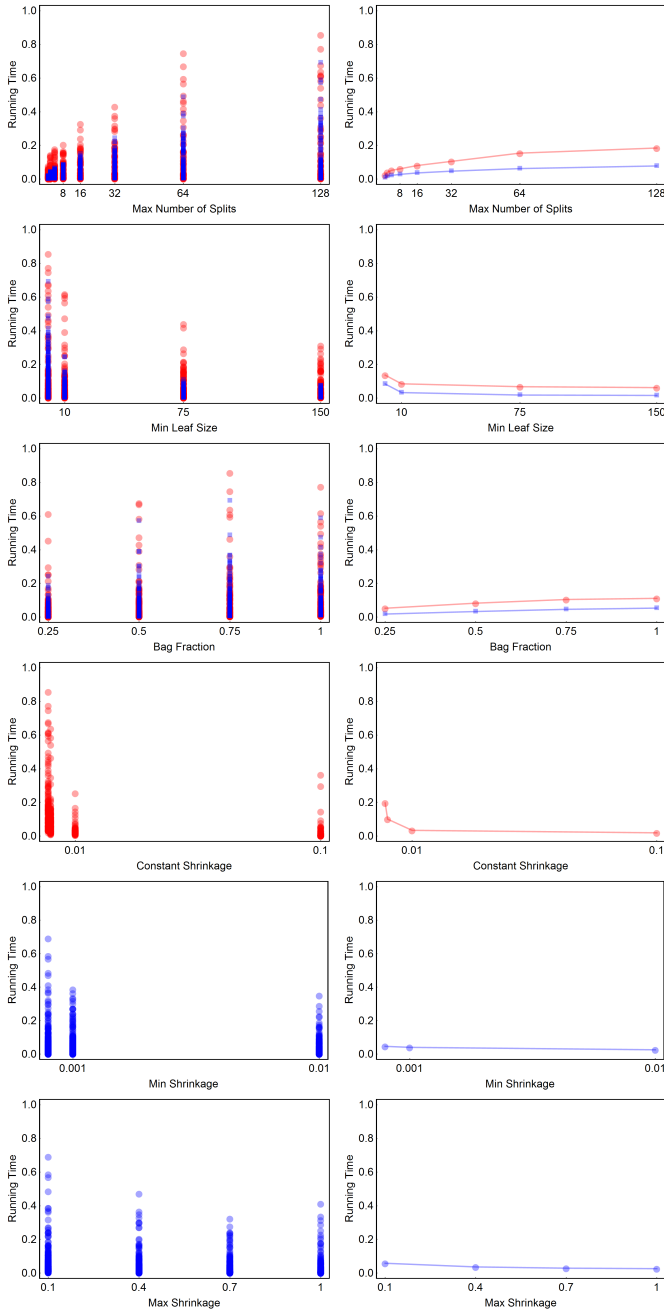 1.0
0.8
0.6
0.4
0.2
0.0
Running Time
8 16 32 64 128
Max Number of Splits
1.0
0.8
0.6
0.4
0.2
0.0
Running Time
8 16 32 64 128
Max Number of Splits
1.0
0.8
0.6
0.4
0.2
0.0
Running Time
10 75 150
Min Leaf Size
1.0
0.8
0.6
0.4
0.2
0.0
Running Time
10 75 150
Min Leaf Size
1.0
0.8
0.6
0.4
0.2
0.0
Running Time
0.25 0.5 0.75 1
Bag Fraction
1.0
0.8
0.6
0.4
0.2
0.0
Running Time
0.25 0.5 0.75 1
Bag Fraction
1.0
0.8
0.6
0.4
0.2
0.0
Running Time
0.01 0.1
Constant Shrinkage
1.0
0.8
0.6
0.4
0.2
0.0
Running Time
0.01 0.1
Constant Shrinkage
1.0
0.8
0.6
0.4
0.2
0.0
Running Time
0.001 0.01
Min Shrinkage
1.0
0.8
0.6
0.4
0.2
0.0
Running Time
0.001 0.01
Min Shrinkage
1.0
0.8
0.6
0.4
0.2
0.0
Running Time
0.1 0.4 0.7 1
Max Shrinkage
1.0
0.8
0.6
0.4
0.2
0.0
Running Time
0.1 0.4 0.7 1
Max Shrinkage